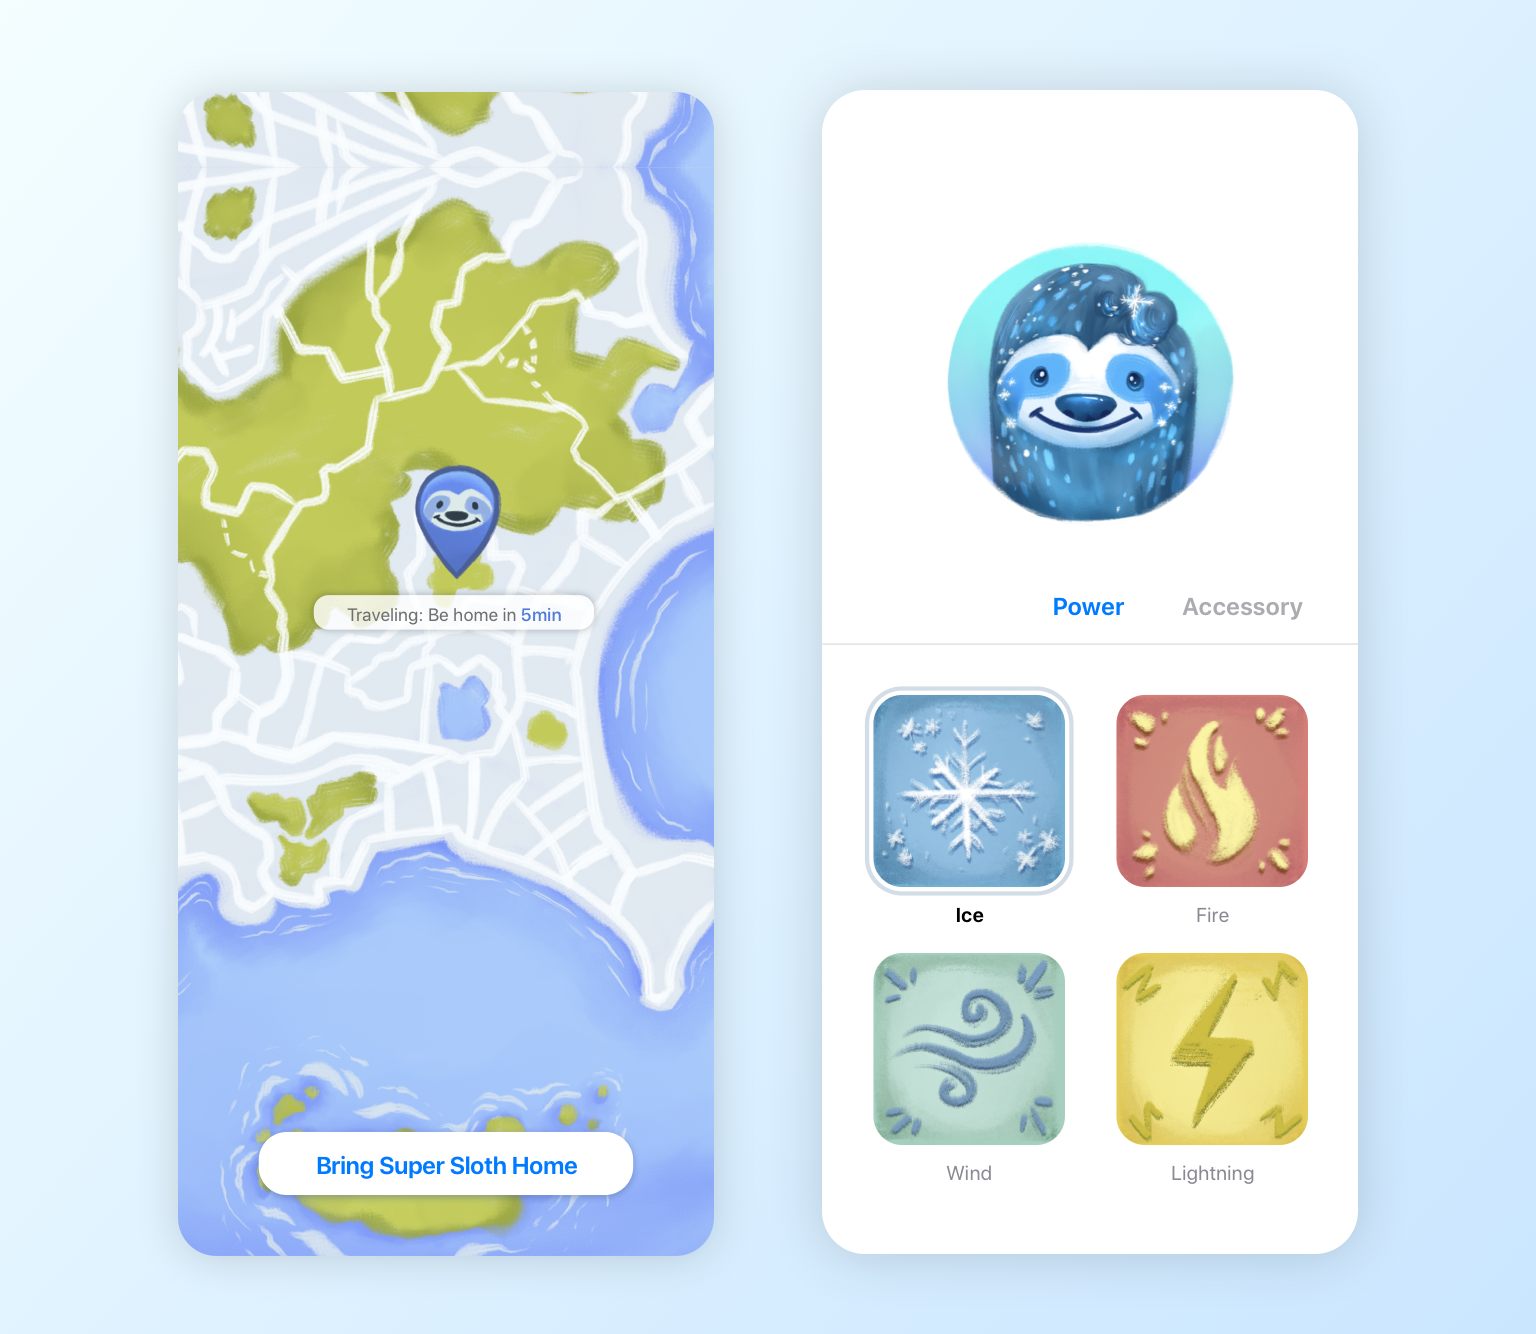 Traveling: Be home in 5min
Bring Super Sloth Home
Power Accessory
Ice Fire
Wind Lightning